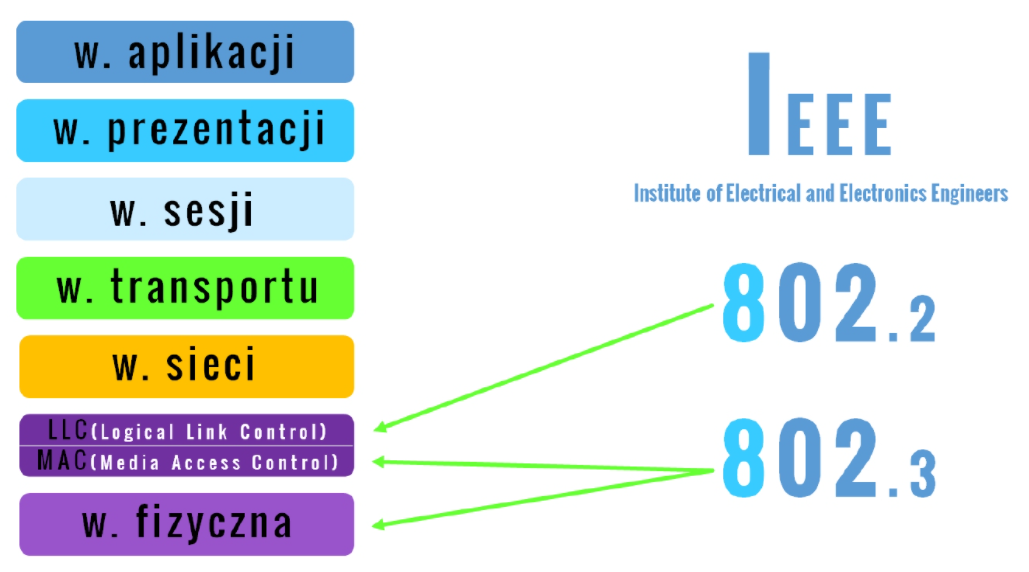 w. aplikacji
w. prezentacji
w. sesji
w. transportu
w. sieci
LLC(Logical Link Control)
MAC(Media Access Control)
w. fizyczna
IEEE
Institute of Electrical and Electronics Engineers
802.2
802.3